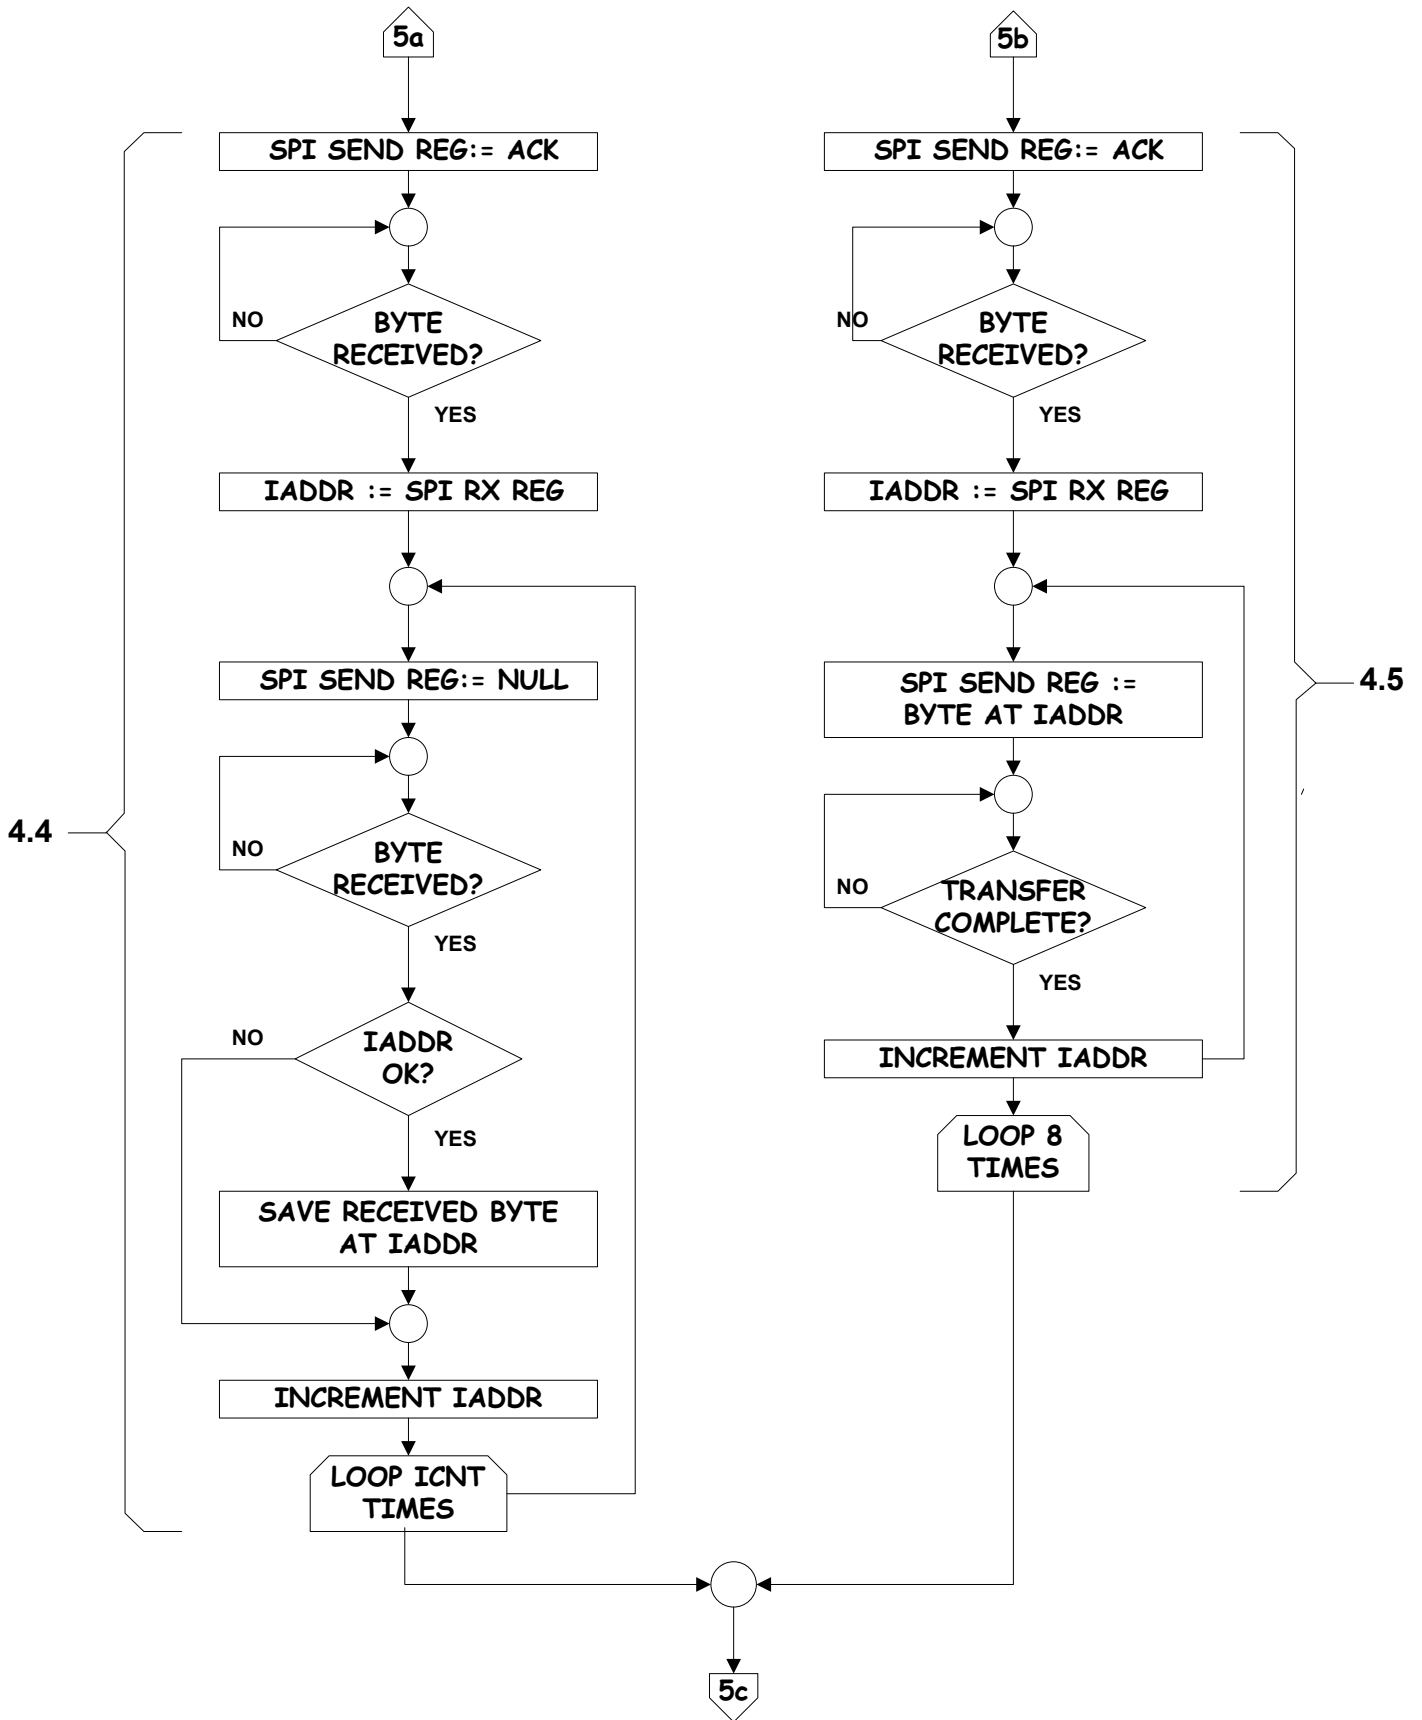 5a
SPI SEND REG:= ACK
NO
BYTE
RECEIVED?
YES
IADDR := SPI RX REG
SPI SEND REG:= NULL
4.4
NO
BYTE
RECEIVED?
YES
NO
IADDR
OK?
YES
SAVE RECEIVED BYTE
AT IADDR
INCREMENT IADDR
LOOP ICNT
TIMES
5b
SPI SEND REG:= ACK
NO
BYTE
RECEIVED?
YES
IADDR := SPI RX REG
SPI SEND REG :=
BYTE AT IADDR
4.5
NO
TRANSFER
COMPLETE?
YES
INCREMENT IADDR
LOOP 8
TIMES
5c